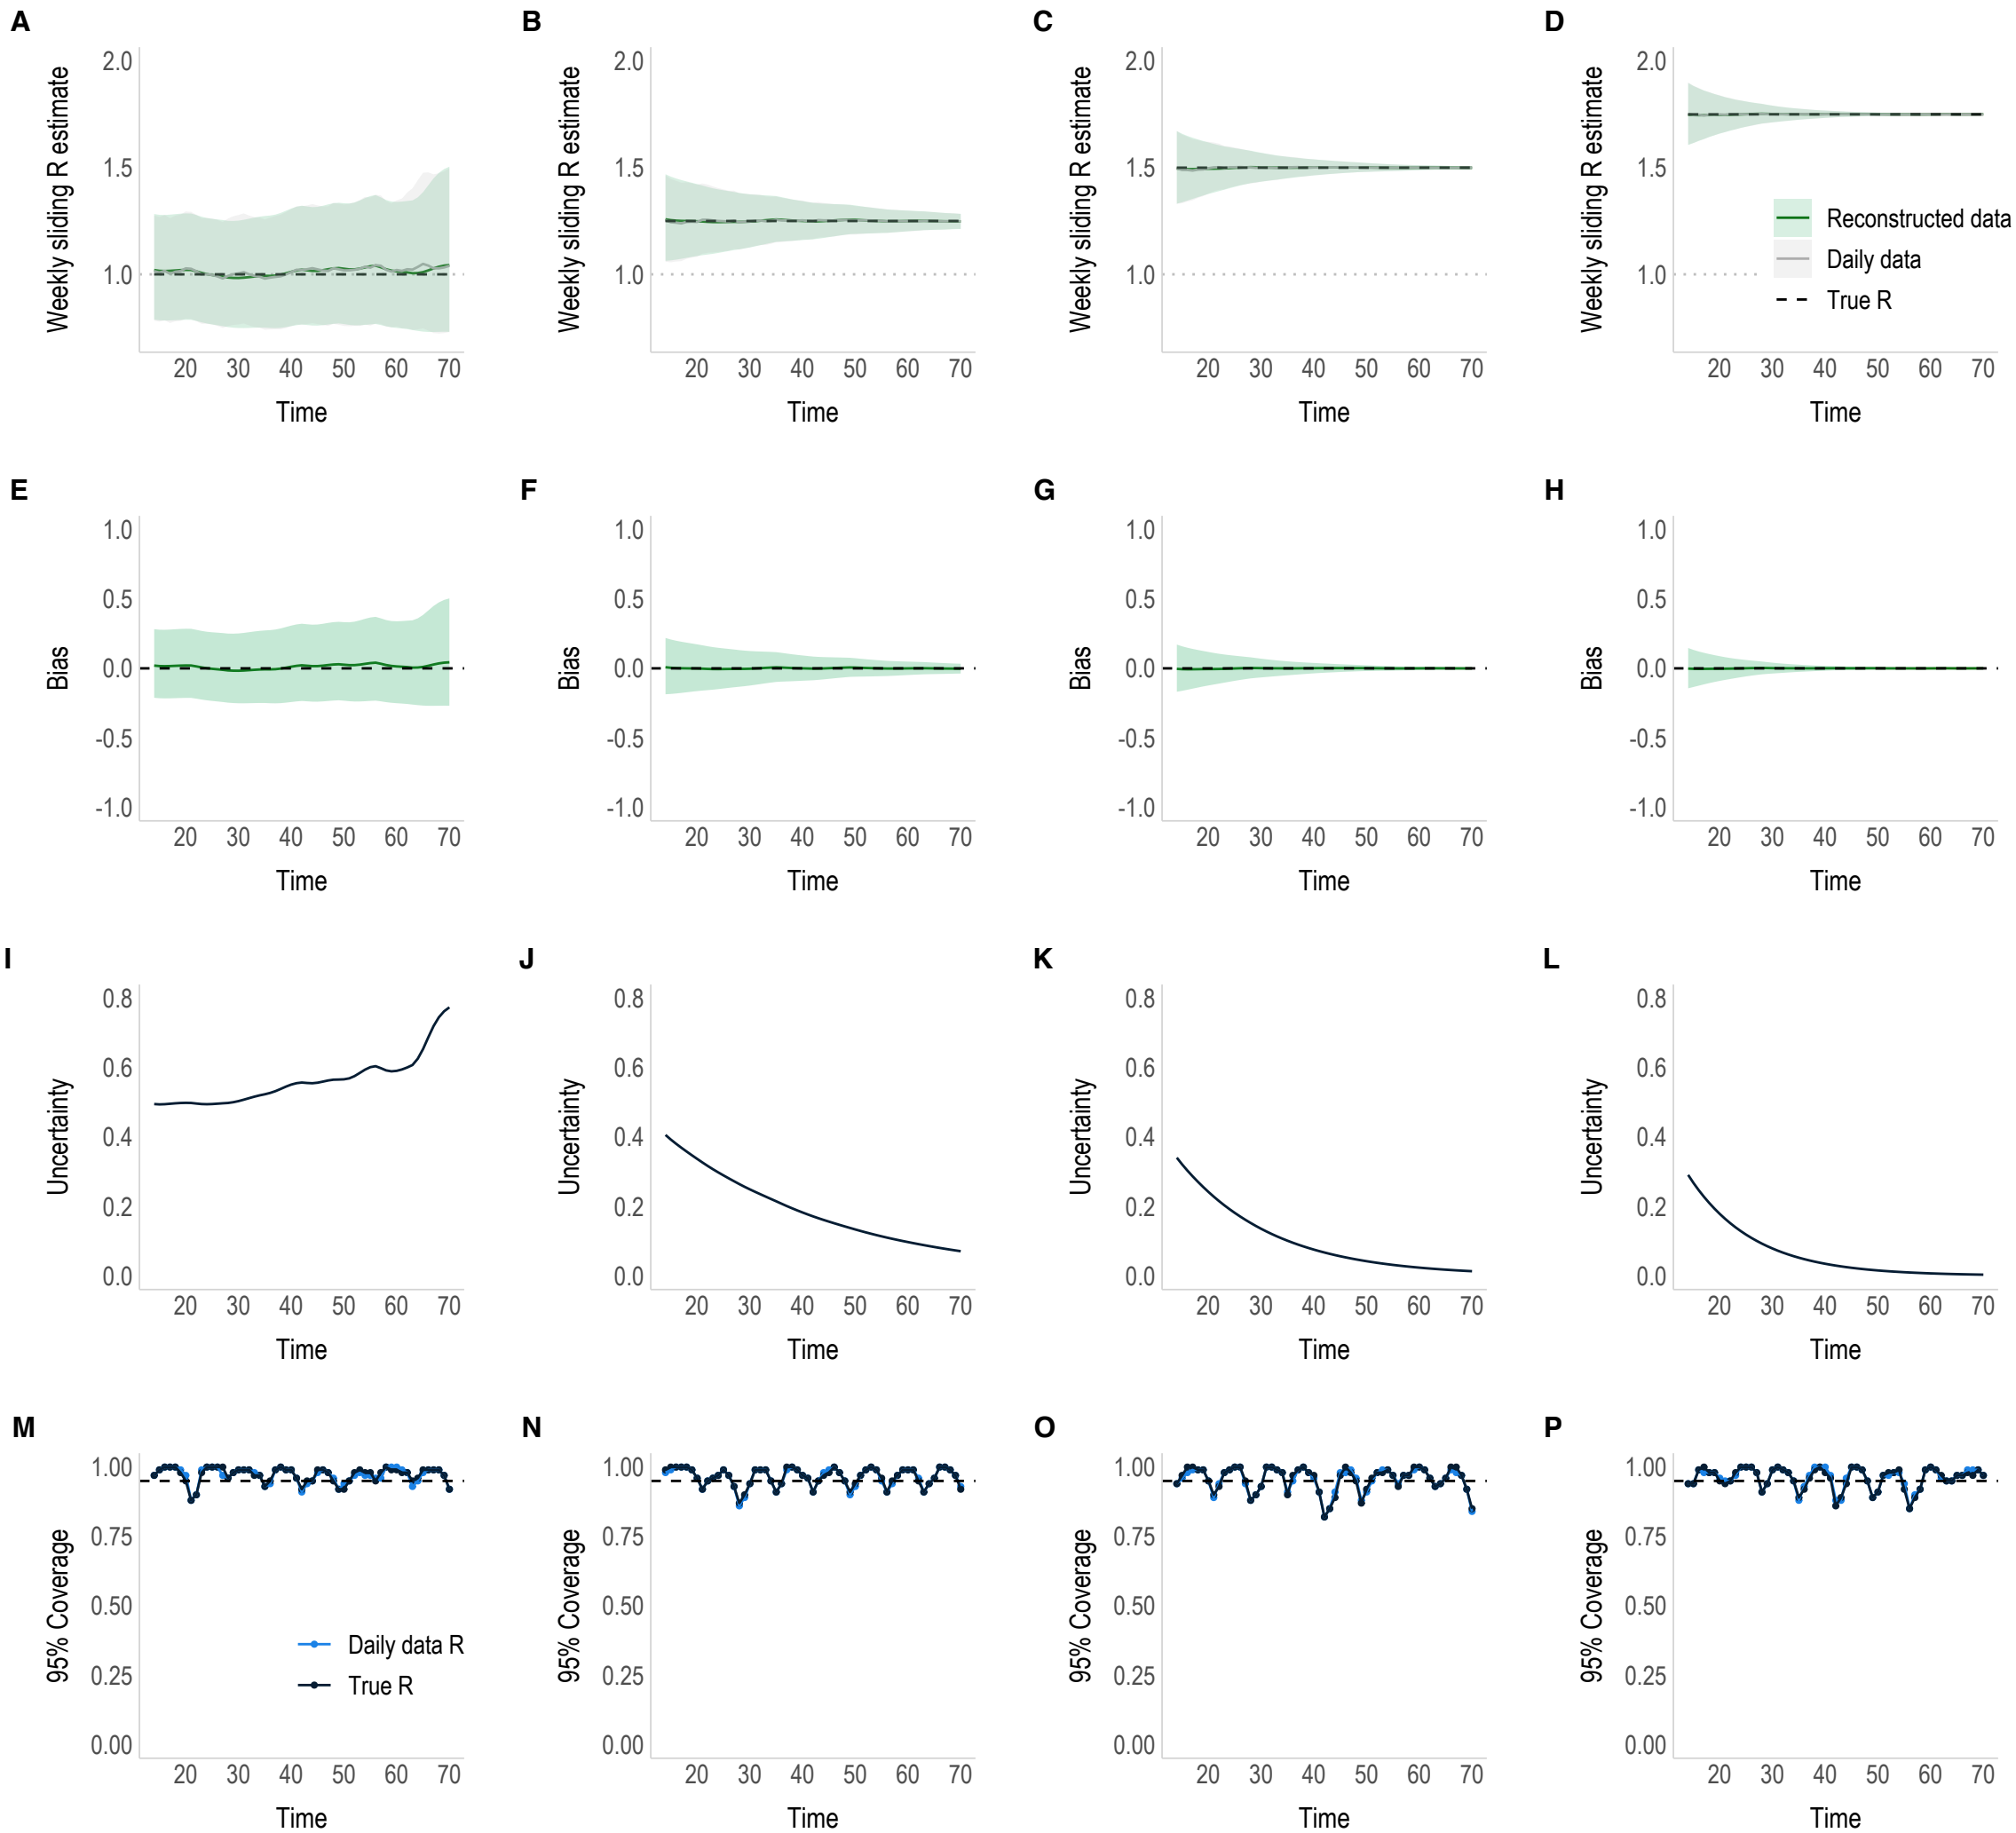 A
B
C
D
Weekly sliding R estimate
2.0
1.5
1.0
20 30 40 50 60 70
Time
Weekly sliding R estimate
2.0
1.5
1.0
20 30 40 50 60 70
Time
Weekly sliding R estimate
2.0
1.5
1.0
20 30 40 50 60 70
Time
Weekly sliding R estimate
2.0
1.5
1.0
Reconstructed data
Daily data
True R
20 30 40 50 60 70
Time
E
F
G
H
Bias
1.0
0.5
0.0
-0.5
-1.0
20 30 40 50 60 70
Time
Bias
1.0
0.5
0.0
-0.5
-1.0
20 30 40 50 60 70
Time
Bias
1.0
0.5
0.0
-0.5
-1.0
20 30 40 50 60 70
Time
Bias
1.0
0.5
0.0
-0.5
-1.0
20 30 40 50 60 70
Time
I
J
K
L
Uncertainty
0.8
0.6
0.4
0.2
0.0
20 30 40 50 60 70
Time
Uncertainty
0.8
0.6
0.4
0.2
0.0
20 30 40 50 60 70
Time
Uncertainty
0.8
0.6
0.4
0.2
0.0
20 30 40 50 60 70
Time
Uncertainty
0.8
0.6
0.4
0.2
0.0
20 30 40 50 60 70
Time
M
N
O
P
95% Coverage
1.00
0.75
0.50
0.25
0.00
Daily data R
True R
20 30 40 50 60 70
Time
95% Coverage
1.00
0.75
0.50
0.25
0.00
20 30 40 50 60 70
Time
95% Coverage
1.00
0.75
0.50
0.25
0.00
20 30 40 50 60 70
Time
95% Coverage
1.00
0.75
0.50
0.25
0.00
20 30 40 50 60 70
Time